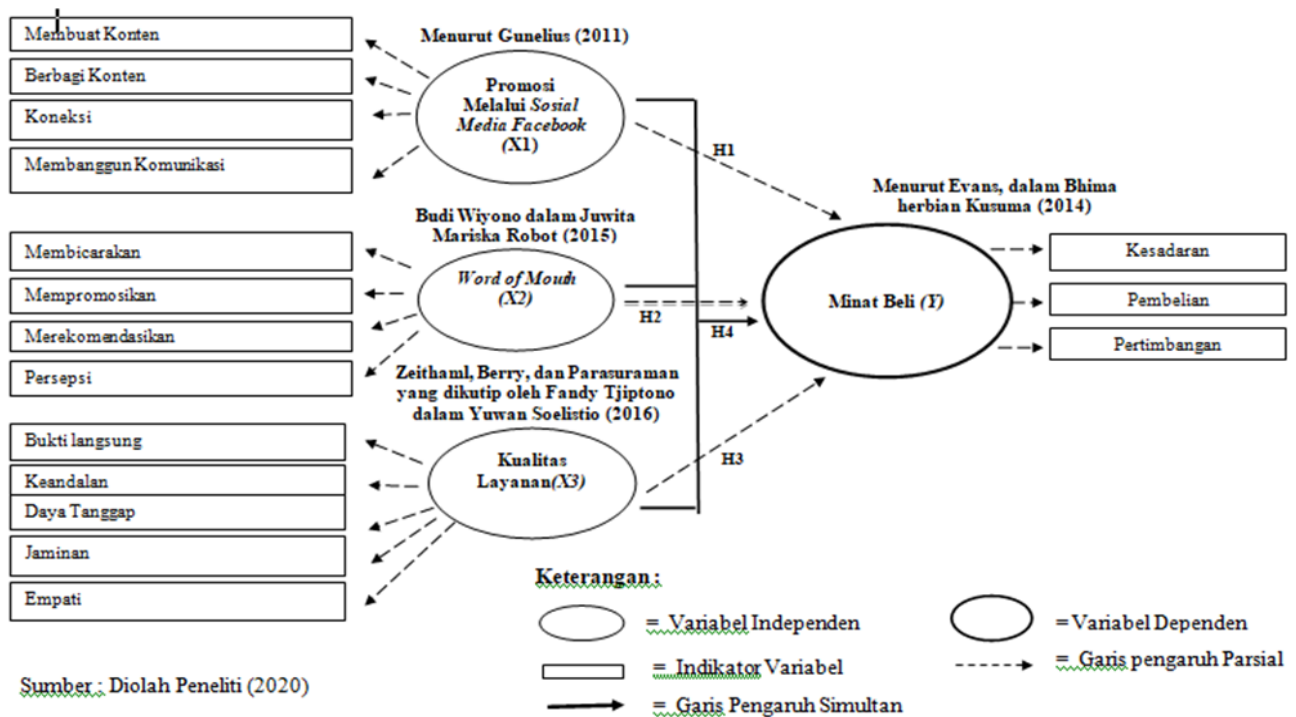 Membuat Konten
Berbagi Konten
Koneksi
Membanggun Komunikasi
Menurut Gunelius (2011)
Promosi
Melalui Sosial
Media Facebook
(X1)
H1
Membicarakan
Mempromosikan
Merekomendasikan
Persepsi
Budi Wiyono dalam Juwita
Mariska Robot (2015)
Word of Mouth
(X2)
H2
H4
Menurut Evans, dalam Bhima
herbian Kusuma (2014)
Minat Beli (Y)
Kesadaran
Pembelian
Pertimbangan
Bukti langsung
Keandalan
Daya Tanggap
Jaminan
Empati
Zeithaml, Berry, dan Parasuraman
yang dikutip oleh Fandy Tjiptono
dalam Yuwan Soelistio (2016)
Kualitas
Layanan(X3)
H3
Keterangan :
= Variabel Independen
= Variabel Dependen
= Indikator Variabel
= Garis pengaruh Parsial
= Garis Pengaruh Simultan
Sumber : Diolah Peneliti (2020)